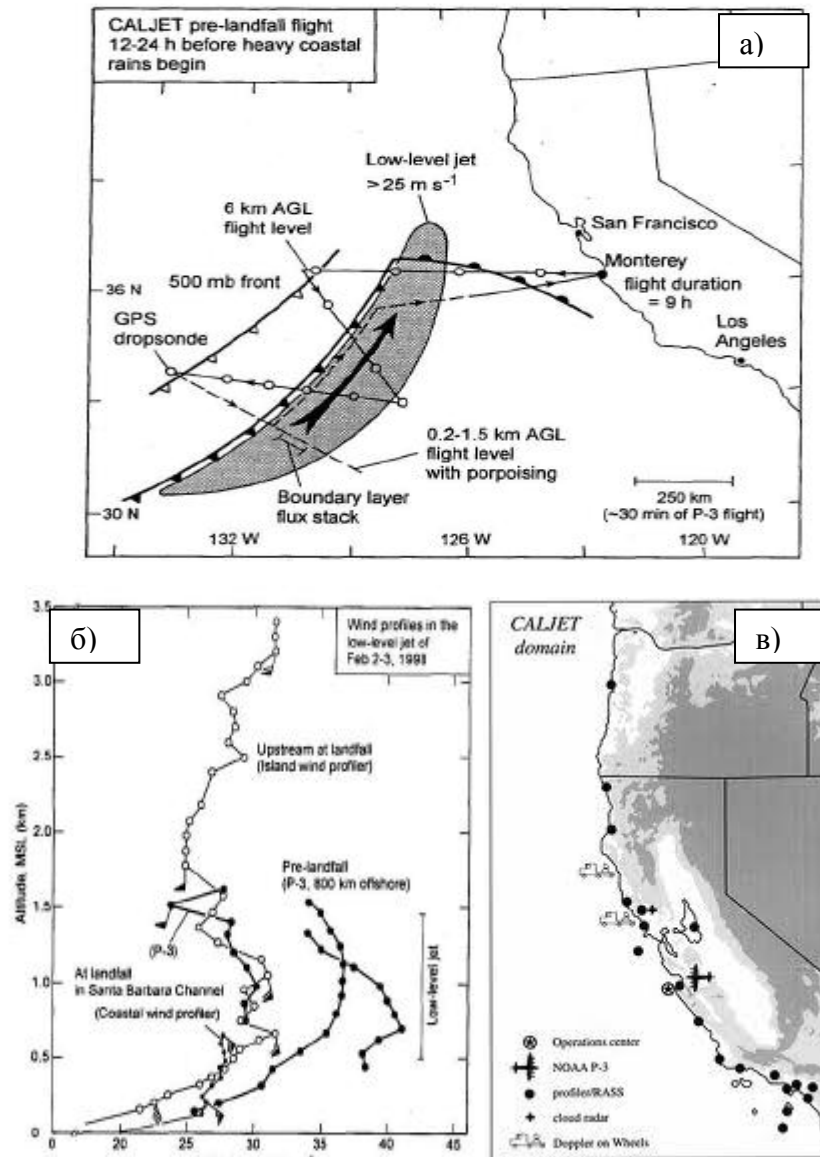 CALJET pre-landfall flight
12-24 h before heavy coastal
rains begin
а)
Low-level jet
> 25 m s⁻¹
6 km AGL
flight level
San Francisco
Monterey
500 mb front
flight duration
= 9 h
36 N
GPS
dropsonde
Los
Angeles
0.2-1.5 km AGL
flight level
with porpoising
Boundary layer
flux stack
250 km
(~30 min of P-3 flight)
30 N
132 W
126 W
120 W
б)
Wind profiles in the
low-level jet of
Feb 2-3, 1998
Upstream at landfall
(Island wind profiler)
Pre-landfall
(P-3, 800 km offshore)
(P-3)
At landfall
in Santa Barbara Channel
(Coastal wind profiler)
Low-level jet
Altitude, MSL (km)
3.5
3.0
2.5
2.0
1.5
1.0
0.5
0
20
25
30
35
40
45
в)
CALJET
domain
Operations center
NOAA P-3
profiler/RASS
cloud radar
Doppler on Wheels